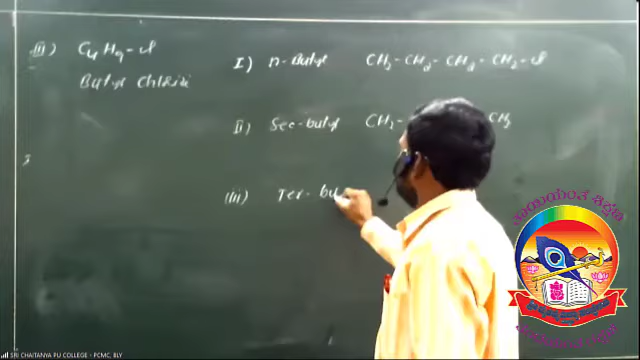 iii) C4H9-Cl
Butyl Chloride
I) n-Butyl CH3-CH2-CH2-CH2-Cl
ii) Sec-butyl CH3- CH3
(iii) Ter-bu
SRI CHAITANYA PU COLLEGE - PCMC, BLY